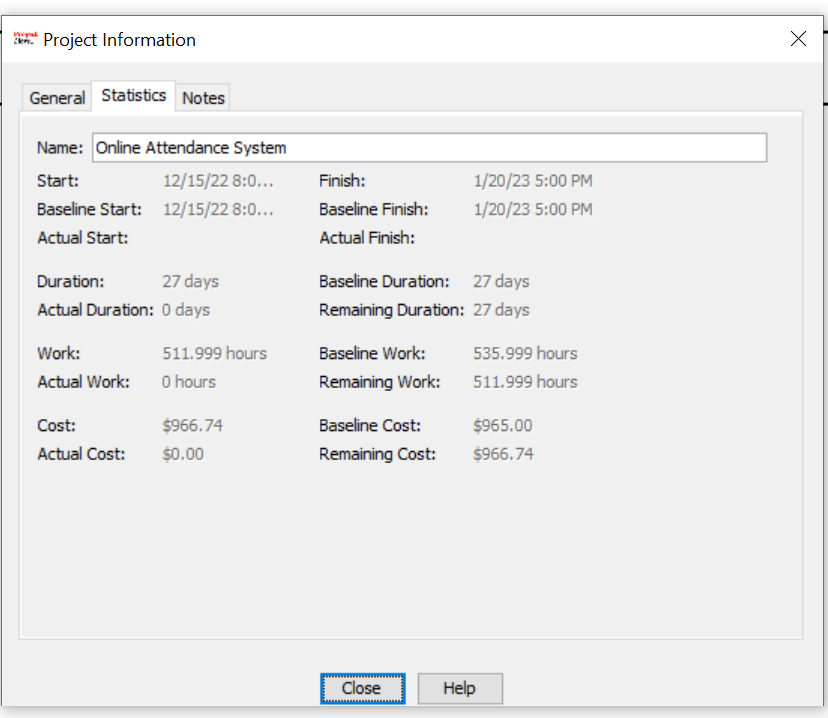 Project Information
General Statistics Notes
Name: Online Attendance System
Start: 12/15/22 8:0... Finish: 1/20/23 5:00 PM
Baseline Start: 12/15/22 8:0... Baseline Finish: 1/20/23 5:00 PM
Actual Start: Actual Finish:
Duration: 27 days Baseline Duration: 27 days
Actual Duration: 0 days Remaining Duration: 27 days
Work: 511.999 hours Baseline Work: 535.999 hours
Actual Work: 0 hours Remaining Work: 511.999 hours
Cost: $966.74 Baseline Cost: $965.00
Actual Cost: $0.00 Remaining Cost: $966.74
Close Help